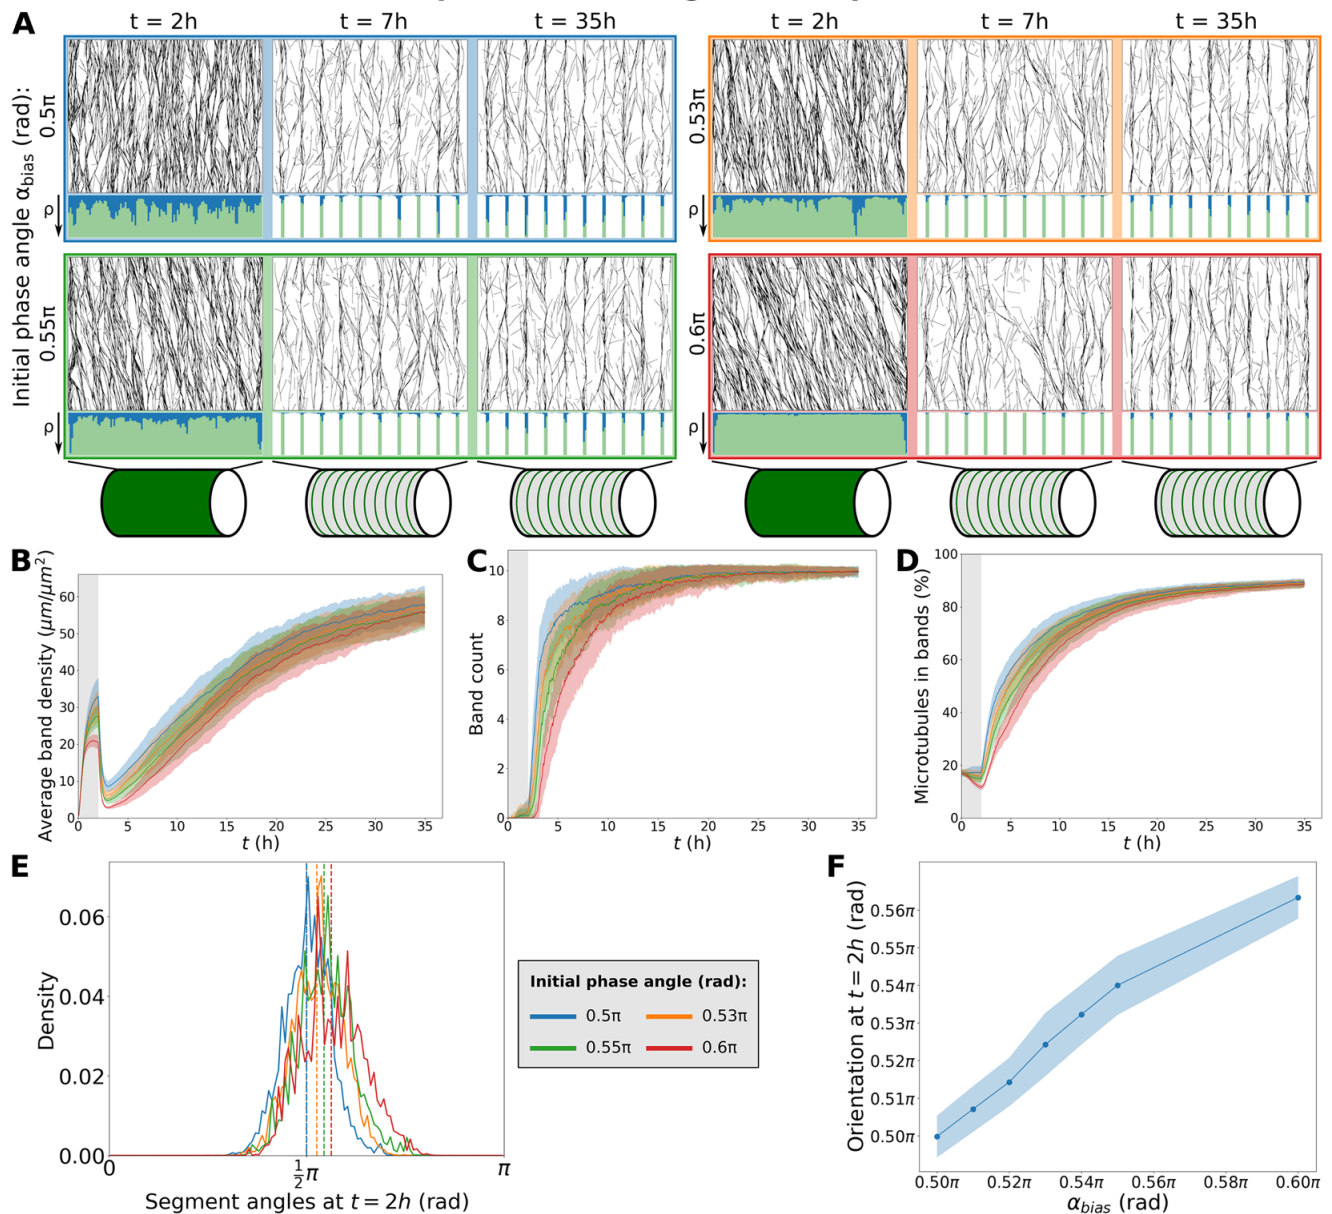 A
t = 2h t = 7h t = 35h t = 2h t = 7h t = 35h
Initial phase angle α_bias (rad):
0.5π
ρ
0.53π
ρ
0.55π
ρ
0.6π
ρ
B
Average band density (μm/μm²)
60
50
40
30
20
10
0
0 5 10 15 20 25 30 35
t (h)
C
Band count
10
8
6
4
2
0
0 5 10 15 20 25 30 35
t (h)
D
Microtubules in bands (%)
100
80
60
40
20
0
0 5 10 15 20 25 30 35
t (h)
E
Density
0.06
0.04
0.02
0.00
0 ½π π
Segment angles at t = 2h (rad)
Initial phase angle (rad):
0.5π 0.53π
0.55π 0.6π
F
Orientation at t = 2h (rad)
0.56π
0.55π
0.54π
0.53π
0.52π
0.51π
0.50π
0.50π 0.52π 0.54π 0.56π 0.58π 0.60π
α_bias (rad)